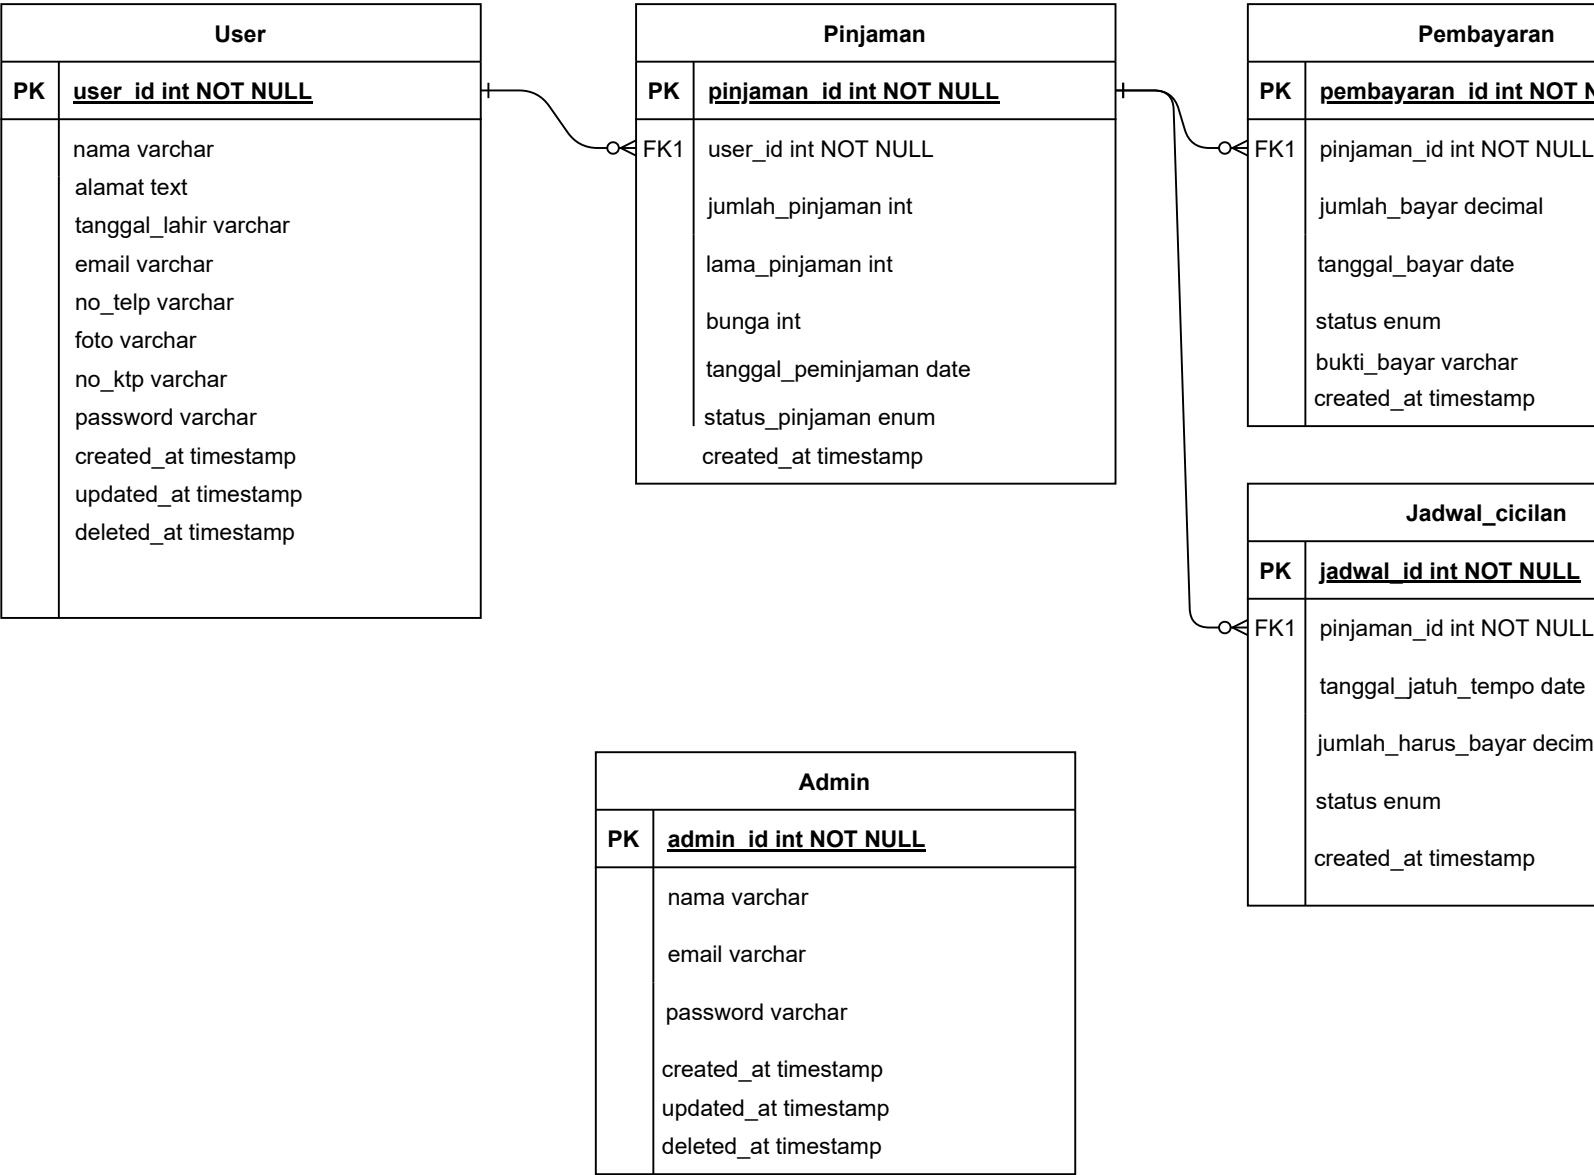 User
PK user_id int NOT NULL
nama varchar
alamat text
tanggal_lahir varchar
email varchar
no_telp varchar
foto varchar
no_ktp varchar
password varchar
created_at timestamp
updated_at timestamp
deleted_at timestamp
Pinjaman
PK pinjaman_id int NOT NULL
FK1 user_id int NOT NULL
jumlah_pinjaman int
lama_pinjaman int
bunga int
tanggal_peminjaman date
status_pinjaman enum
created_at timestamp
Pembayaran
PK pembayaran_id int NOT
FK1 pinjaman_id int NOT NULL
jumlah_bayar decimal
tanggal_bayar date
status enum
bukti_bayar varchar
created_at timestamp
Jadwal_cicilan
PK jadwal_id int NOT NULL
FK1 pinjaman_id int NOT NULL
tanggal_jatuh_tempo date
jumlah_harus_bayar
status enum
created_at timestamp
Admin
PK admin_id int NOT NULL
nama varchar
email varchar
password varchar
created_at timestamp
updated_at timestamp
deleted_at timestamp